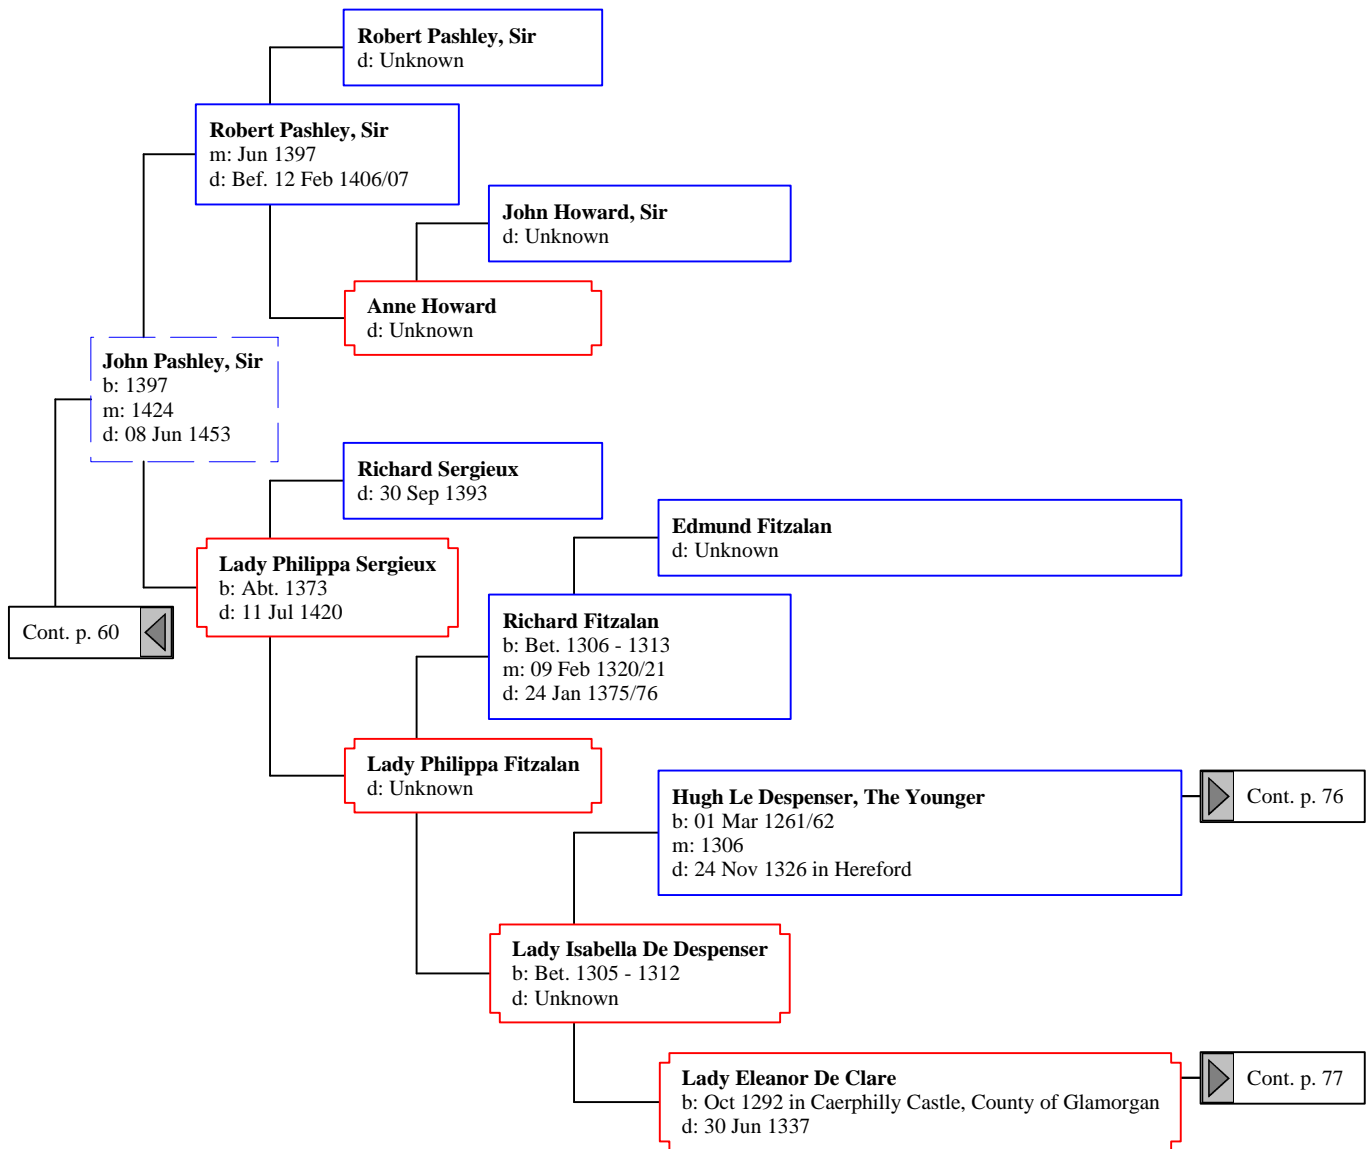 Robert Pashley, Sir
d: Unknown
Robert Pashley, Sir
m: Jun 1397
d: Bef. 12 Feb 1406/07
John Howard, Sir
d: Unknown
Anne Howard
d: Unknown
John Pashley, Sir
b: 1397
m: 1424
d: 08 Jun 1453
Richard Sergieux
d: 30 Sep 1393
Edmund Fitzalan
d: Unknown
Lady Philippa Sergieux
b: Abt. 1373
d: 11 Jul 1420
Cont. p. 60
Richard Fitzalan
b: Bet. 1306 - 1313
m: 09 Feb 1320/21
d: 24 Jan 1375/76
Lady Philippa Fitzalan
d: Unknown
Hugh Le Despenser, The Younger
b: 01 Mar 1261/62
m: 1306
d: 24 Nov 1326 in Hereford
Cont. p. 76
Lady Isabella De Despenser
b: Bet. 1305 - 1312
d: Unknown
Lady Eleanor De Clare
b: Oct 1292 in Caerphilly Castle, County of Glamorgan
d: 30 Jun 1337
Cont. p. 77